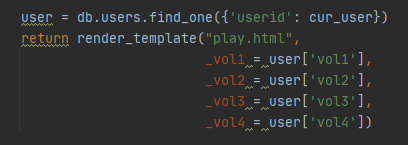 user = db.users.find_one({'userid': cur_user})
return render_template("play.html",
_vol1 = user['vol1'],
_vol2 = user['vol2'],
_vol3 = user['vol3'],
_vol4 = user['vol4'])